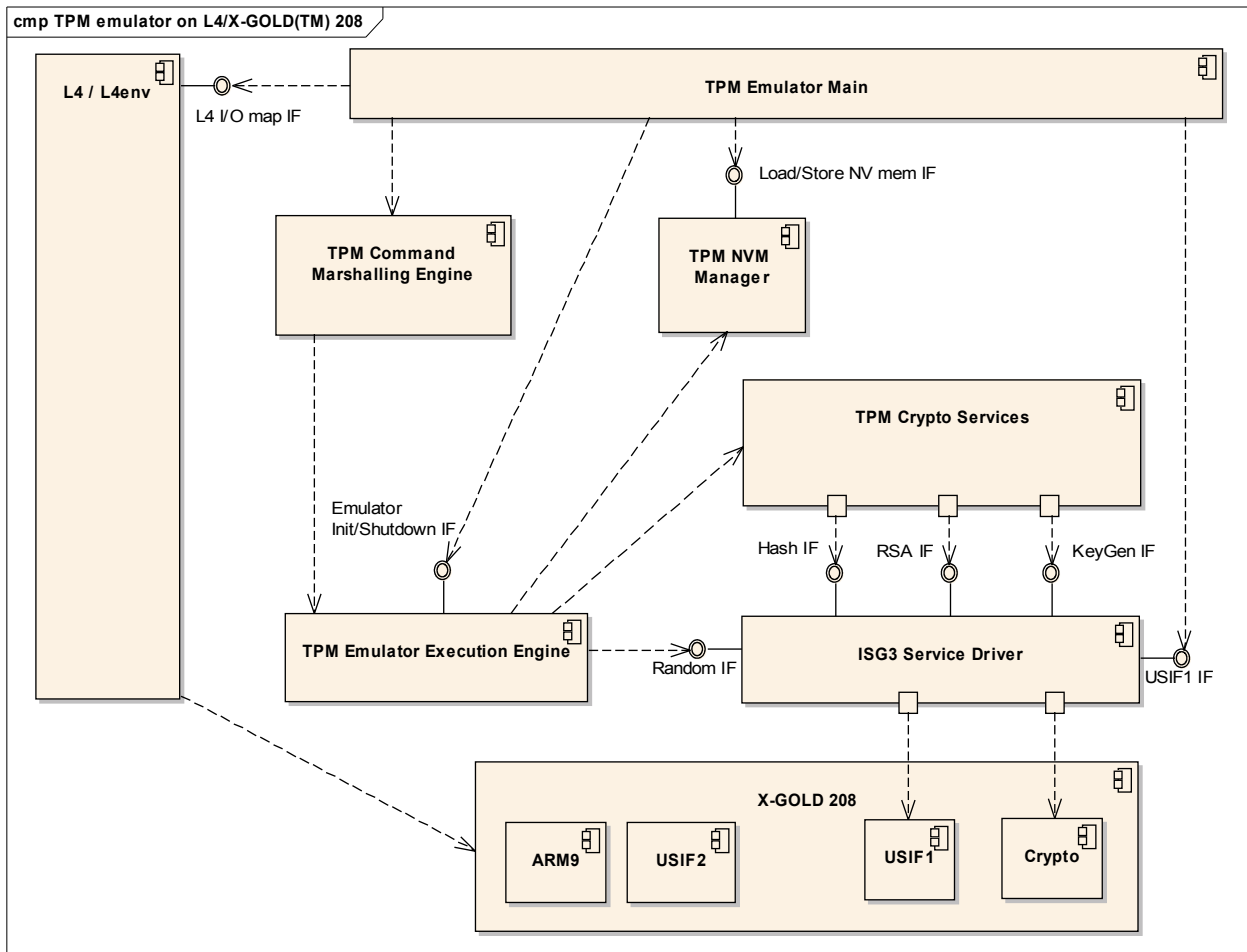 cmp TPM emulator on L4/X-GOLD(TM) 208
L4 / L4env
L4 I/O map IF
TPM Emulator Main
Load/Store NV mem IF
TPM Command
Marshalling Engine
TPM NVM
Manager
TPM Crypto Services
Emulator
Init/Shutdown IF
Hash IF
RSA IF
KeyGen IF
TPM Emulator Execution Engine
Random IF
ISG3 Service Driver
USIF1 IF
X-GOLD 208
ARM9
USIF2
USIF1
Crypto